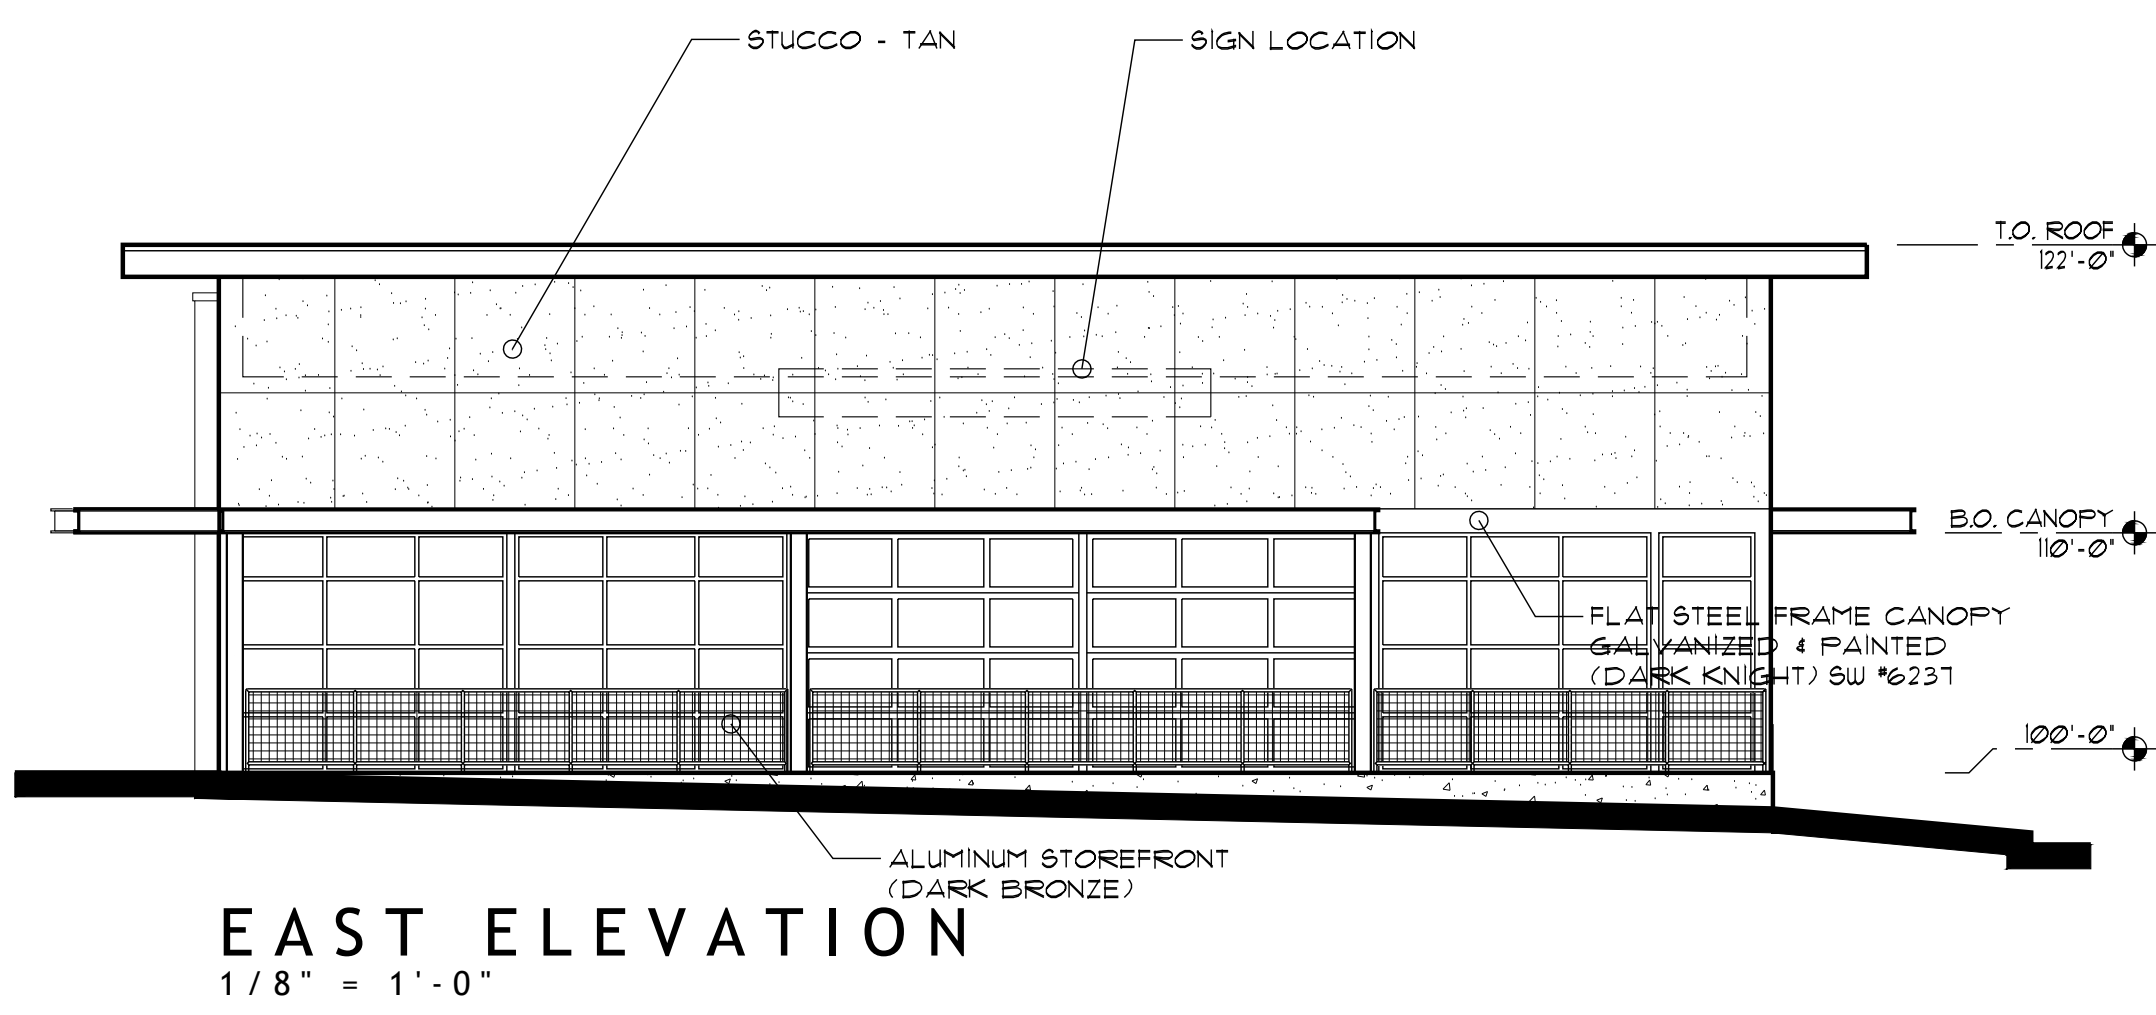 STUCCO - TAN
SIGN LOCATION
T.O. ROOF
122'-0"
B.O. CANOPY
110'-0"
FLAT STEEL FRAME CANOPY
GALVANIZED & PAINTED
(DARK KNIGHT) SW #6237
100'-0"
ALUMINUM STOREFRONT
(DARK BRONZE)
EAST ELEVATION
1/8" = 1'-0"